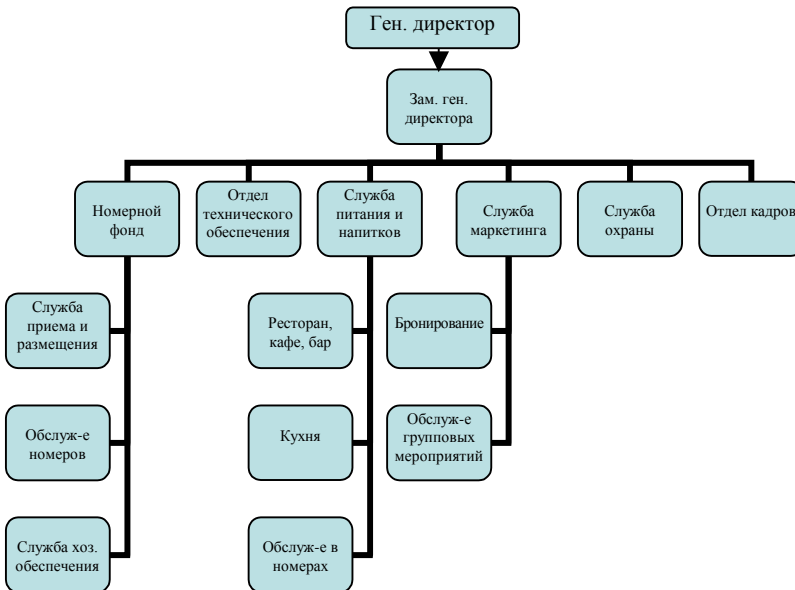 Ген. директор
Зам. ген.
директора
Номерной
фонд
Отдел
технического
обеспечения
Служба
питания и
напитков
Служба
маркетинга
Служба
охраны
Отдел кадров
Служба
приема и
размещения
Ресторан,
кафе, бар
Бронирование
Обслуж-е
номеров
Кухня
Обслуж-е
групповых
мероприятий
Служба хоз.
обеспечения
Обслуж-е в
номерах